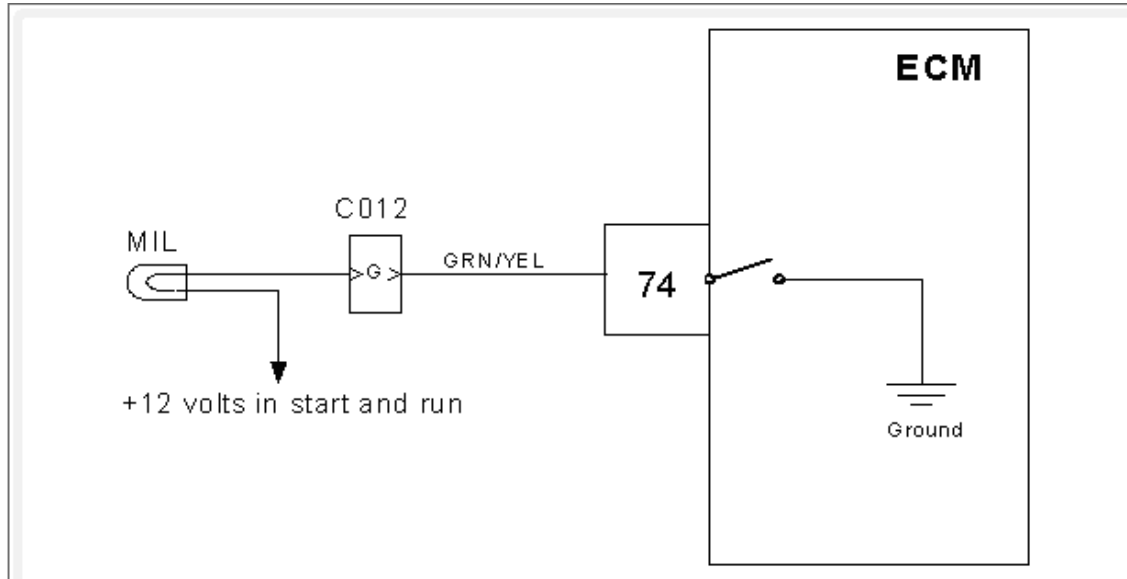 ECM
C012
MIL
>G>
GRN/YEL
74
+12 volts in start and run
Ground